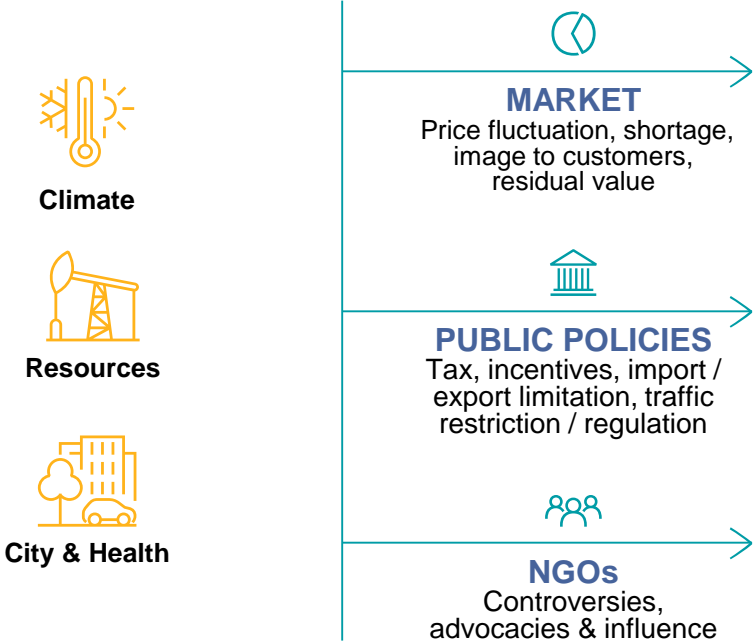 Climate
Resources
City & Health
MARKET
Price fluctuation, shortage,
image to customers,
residual value
PUBLIC POLICIES
Tax, incentives, import /
export limitation, traffic
restriction / regulation
NGOs
Controversies,
advocacies & influence